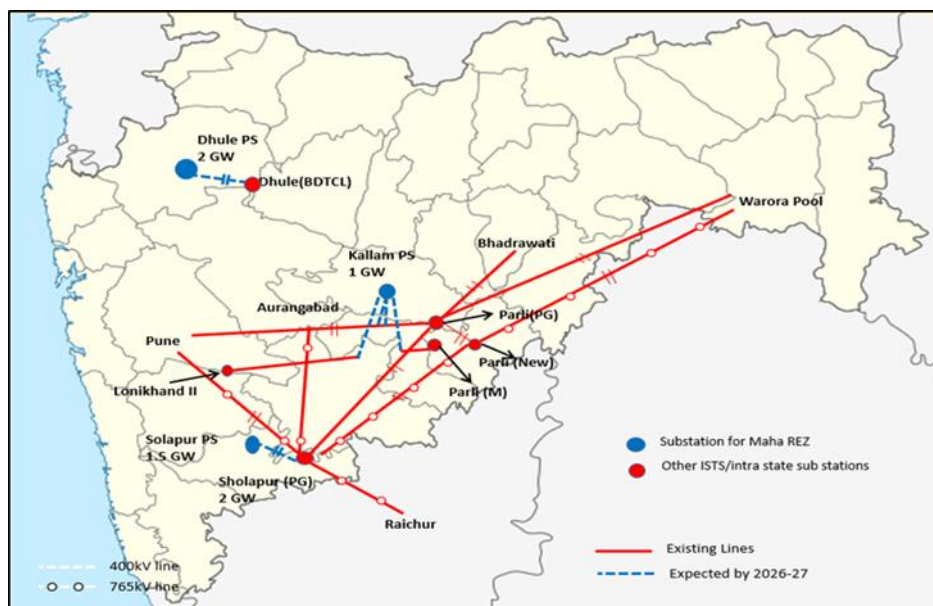 Dhule PS
2 GW
Dhule(BDTCL)
Warora Pool
Bhadrawati
Kallam PS
1 GW
Aurangabad
Parli(PG)
Pune
Parli (New)
Lonikhand II
Parli (M)
Solapur PS
1.5 GW
Substation for Maha REZ
Other ISTS/intra state sub stations
Sholapur (PG)
2 GW
Raichur
Existing Lines
400kV line
Expected by 2026-27
765kV line